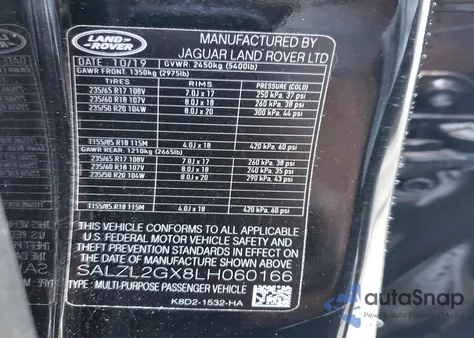 LAND-
ROVER
MANUFACTURED BY
JAGUAR LAND ROVER LTD
DATE 10/19 GVWR. 2450kg (5400lb)
GAWR FRONT. 1350kg (2975lb)
TIRES RIMS PRESSURE (COLD)
235/65 R17 108V 7.0J x 17 250 kPa, 37 psi
235/60 R18 107V 8.0J x 18 260 kPa, 38 psi
235/50 R20 104W 8.0J x 20 300 kPa, 44 psi
T155/85 R18 115M 4.0J x 18 420 kPa, 60 psi
GAWR REAR. 1210kg (2665lb)
235/65 R17 108V 7.0J x 17 260 kPa, 38 psi
235/60 R18 107V 8.0J x 18 240 kPa, 35 psi
235/50 R20 104W 8.0J x 20 290 kPa, 43 psi
T155/85 R18 115M 4.0J x 18 420 kPa, 60 psi
THIS VEHICLE CONFORMS TO ALL APPLICABLE
U.S. FEDERAL MOTOR VEHICLE SAFETY AND
THEFT PREVENTION STANDARDS IN EFFECT
ON THE DATE OF MANUFACTURE SHOWN ABOVE.
SALZL2GX8LH060166
TYPE: MULTI-PURPOSE PASSENGER VEHICLE
K8D2-1532-HA
autoSnap